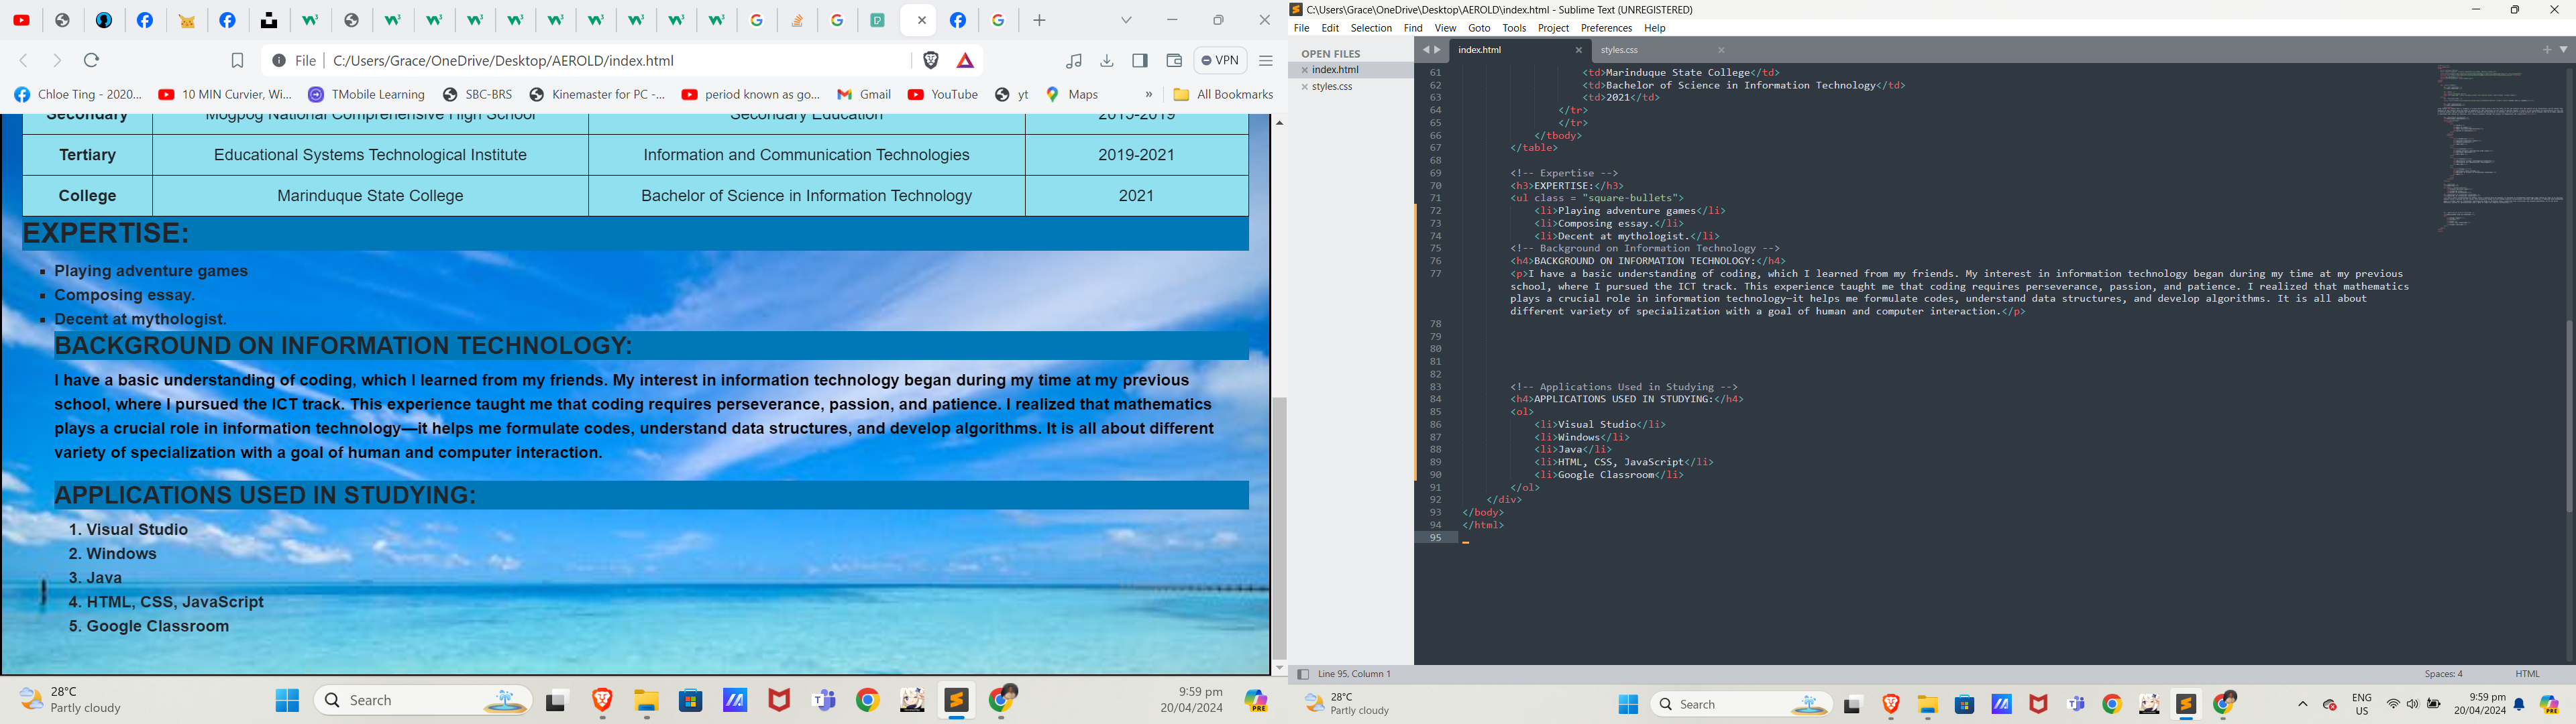 File
C:/Users/Grace/OneDrive/Desktop/AEROLD/index.html
VPN
Chloe Ting - 2020...
10 MIN Curvier, Wi...
TMobile Learning
SBC-BRS
Kinemaster for PC -...
period known as go...
Gmail
YouTube
yt
Maps
»
All Bookmarks
Secondary Mogpog National Comprehensive High School Secondary Education 2015-2019
Tertiary Educational Systems Technological Institute Information and Communication Technologies 2019-2021
College Marinduque State College Bachelor of Science in Information Technology 2021
EXPERTISE:
Playing adventure games
Composing essay.
Decent at mythologist.
BACKGROUND ON INFORMATION TECHNOLOGY:
I have a basic understanding of coding, which I learned from my friends. My interest in information technology began during my time at my previous
school, where I pursued the ICT track. This experience taught me that coding requires perseverance, passion, and patience. I realized that mathematics
plays a crucial role in information technology—it helps me formulate codes, understand data structures, and develop algorithms. It is all about different
variety of specialization with a goal of human and computer interaction.
APPLICATIONS USED IN STUDYING:
1. Visual Studio
2. Windows
3. Java
4. HTML, CSS, JavaScript
5. Google Classroom
28°C
Partly cloudy
Search
9:59 pm
20/04/2024
C:\Users\Grace\OneDrive\Desktop\AEROLD\index.html - Sublime Text (UNREGISTERED)
File Edit Selection Find View Goto Tools Project Preferences Help
OPEN FILES
index.html
styles.css
index.html
styles.css
61 <td>Marinduque State College</td>
62 <td>Bachelor of Science in Information Technology</td>
63 <td>2021</td>
64 </tr>
65 </tr>
66 </tbody>
67 </table>
68
69 <!-- Expertise -->
70 <h3>EXPERTISE:</h3>
71 <ul class = "square-bullets">
72 <li>Playing adventure games</li>
73 <li>Composing essay.</li>
74 <li>Decent at mythologist.</li>
75 <!-- Background on Information Technology -->
76 <h4>BACKGROUND ON INFORMATION TECHNOLOGY:</h4>
77 <p>I have a basic understanding of coding, which I learned from my friends. My interest in information technology began during my time at my previous
school, where I pursued the ICT track. This experience taught me that coding requires perseverance, passion, and patience. I realized that mathematics
plays a crucial role in information technology—it helps me formulate codes, understand data structures, and develop algorithms. It is all about
different variety of specialization with a goal of human and computer interaction.</p>
78
79
80
81
82
83 <!-- Applications Used in Studying -->
84 <h4>APPLICATIONS USED IN STUDYING:</h4>
85 <ol>
86 <li>Visual Studio</li>
87 <li>Windows</li>
88 <li>Java</li>
89 <li>HTML, CSS, JavaScript</li>
90 <li>Google Classroom</li>
91 </ol>
92 </div>
93 </body>
94 </html>
95
Line 95, Column 1
Spaces: 4
HTML
28°C
Partly cloudy
Search
ENG
US
9:59 pm
20/04/2024